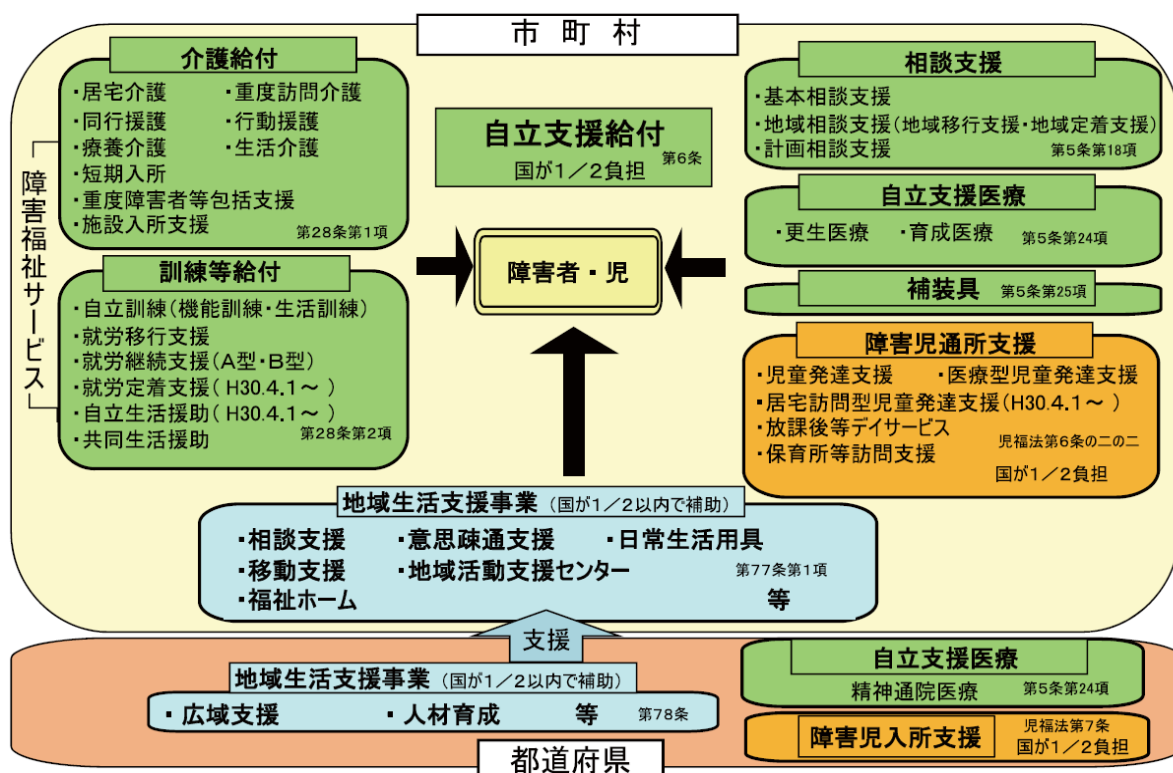 市町村
介護給付
・居宅介護 ・重度訪問介護
・同行援護 ・行動援護
・療養介護 ・生活介護
・短期入所
・重度障害者等包括支援
・施設入所支援 第28条第1項
障害福祉サービス
訓練等給付
・自立訓練(機能訓練・生活訓練)
・就労移行支援
・就労継続支援(A型・B型)
・就労定着支援(H30.4.1～)
・自立生活援助(H30.4.1～)
・共同生活援助 第28条第2項
自立支援給付 第6条
国が1/2負担
障害者・児
相談支援
・基本相談支援
・地域相談支援(地域移行支援・地域定着支援)
・計画相談支援 第5条第18項
自立支援医療
・更生医療 ・育成医療 第5条第24項
補装具 第5条第25項
障害児通所支援
・児童発達支援 ・医療型児童発達支援
・居宅訪問型児童発達支援(H30.4.1～)
・放課後等デイサービス
・保育所等訪問支援 児福法第6条の二の二
国が1/2負担
地域生活支援事業 (国が1/2以内で補助)
・相談支援 ・意思疎通支援 ・日常生活用具
・移動支援 ・地域活動支援センター 第77条第1項
・福祉ホーム 等
支援
地域生活支援事業 (国が1/2以内で補助)
・広域支援 ・人材育成 等 第78条
自立支援医療
精神通院医療 第5条第24項
障害児入所支援 児福法第7条
国が1/2負担
都道府県